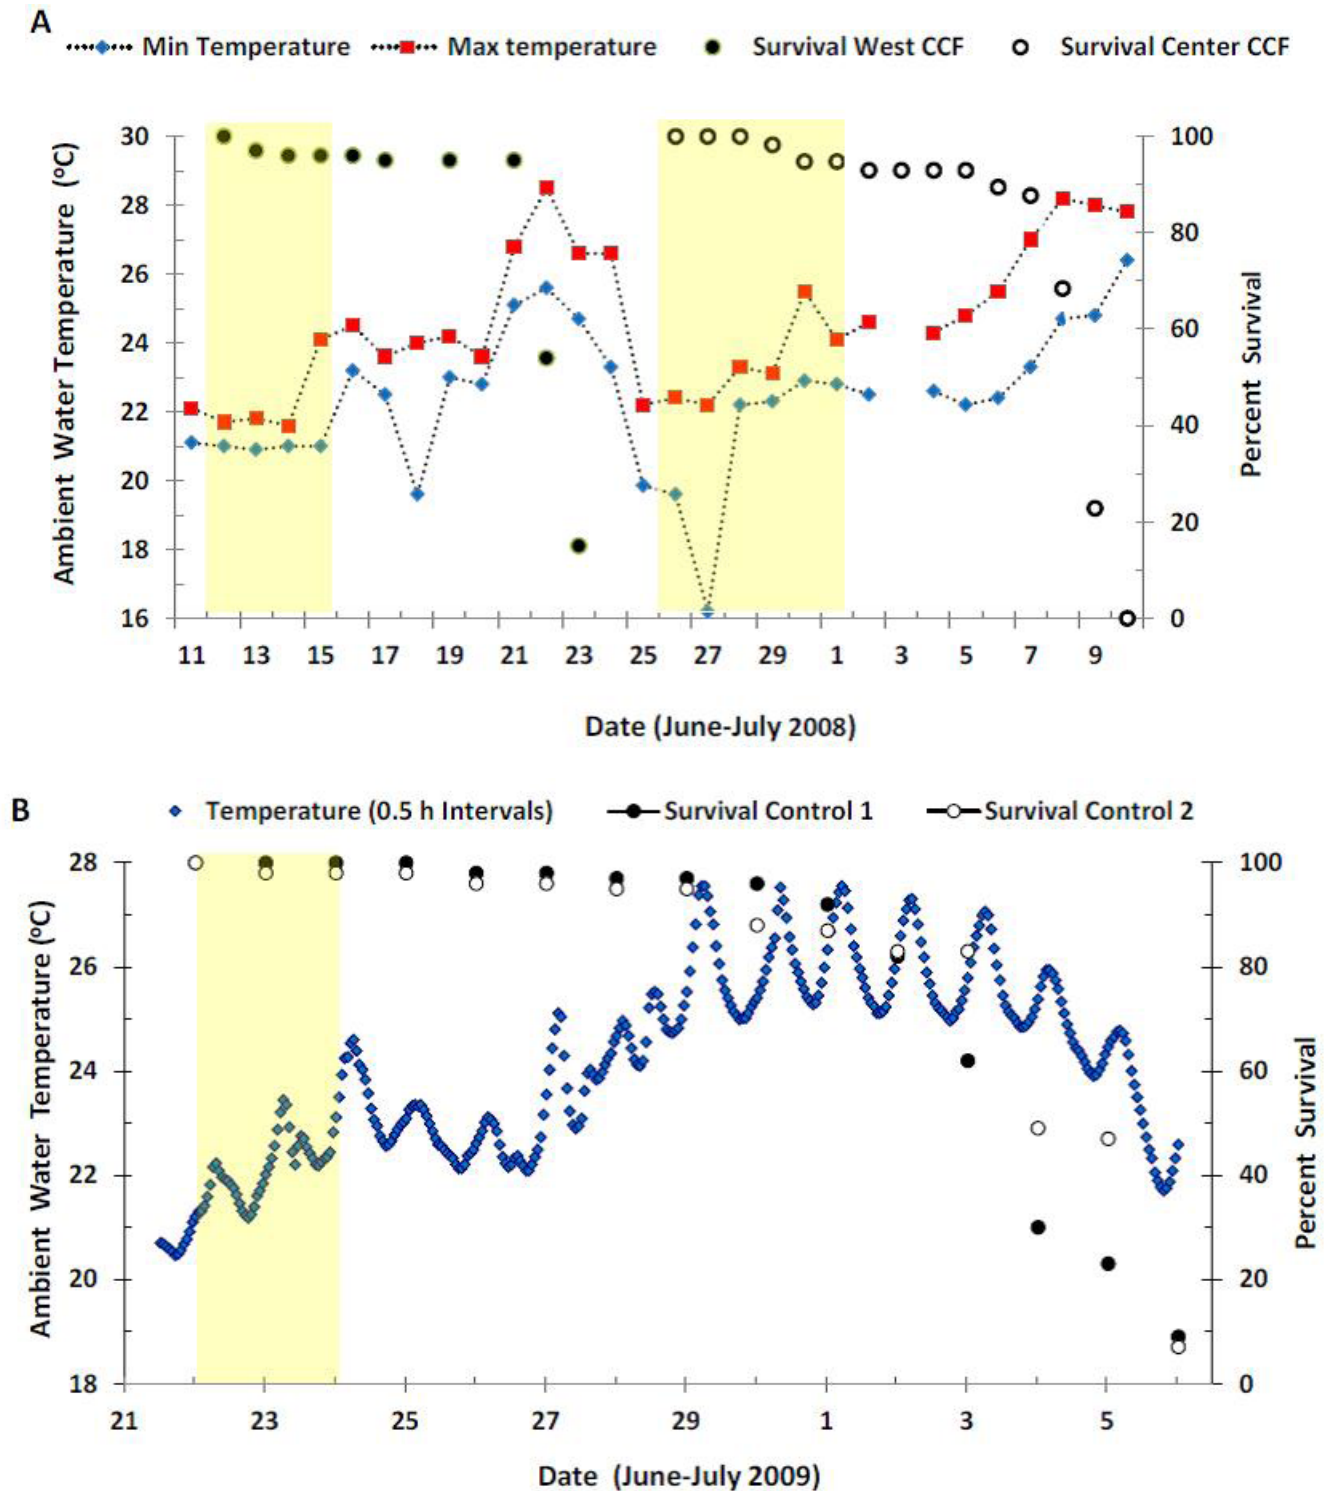 A
Min Temperature Max temperature Survival West CCF Survival Center CCF
30 100
28
80
26
60
24
22
40
20
20
18
16 0
Ambient Water Temperature (°C)
Percent Survival
11 13 15 17 19 21 23 25 27 29 1 3 5 7 9
Date (June-July 2008)
B
Temperature (0.5 h Intervals) Survival Control 1 Survival Control 2
28 100
26 80
24 60
22 40
20 20
18 0
Ambient Water Temperature (°C)
Percent Survival
21 23 25 27 29 1 3 5
Date (June-July 2009)